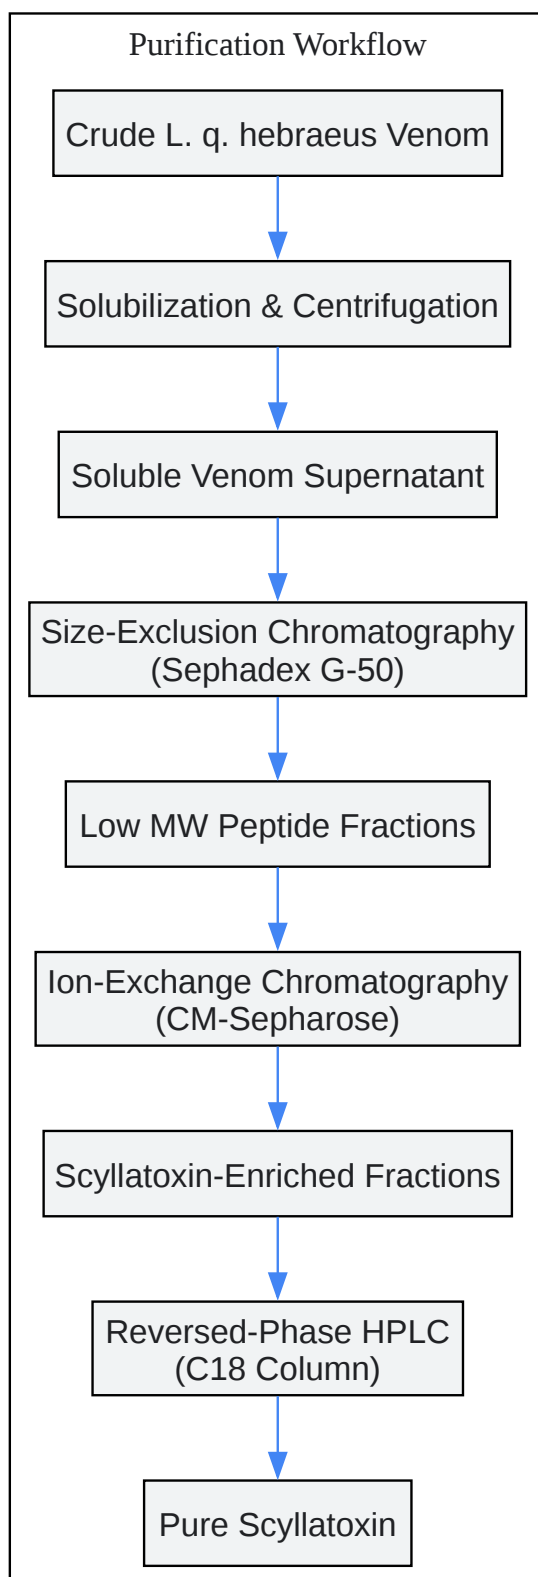 Purification Workflow
Crude L. q. hebraeus Venom
Solubilization & Centrifugation
Soluble Venom Supernatant
Size-Exclusion Chromatography
(Sephadex G-50)
Low MW Peptide Fractions
Ion-Exchange Chromatography
(CM-Sepharose)
Scyllatoxin-Enriched Fractions
Reversed-Phase HPLC
(C18 Column)
Pure Scyllatoxin